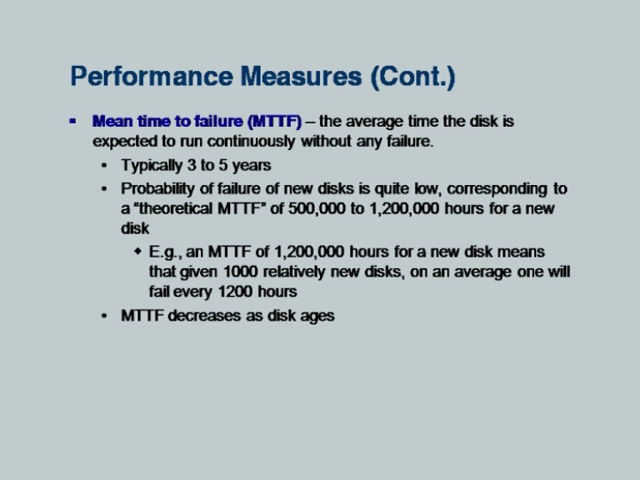 Performance Measures (Cont.)
▪ Mean time to failure (MTTF) – the average time the disk is
expected to run continuously without any failure.
• Typically 3 to 5 years
• Probability of failure of new disks is quite low, corresponding to
a “theoretical MTTF” of 500,000 to 1,200,000 hours for a new
disk
◆ E.g., an MTTF of 1,200,000 hours for a new disk means
that given 1000 relatively new disks, on an average one will
fail every 1200 hours
• MTTF decreases as disk ages